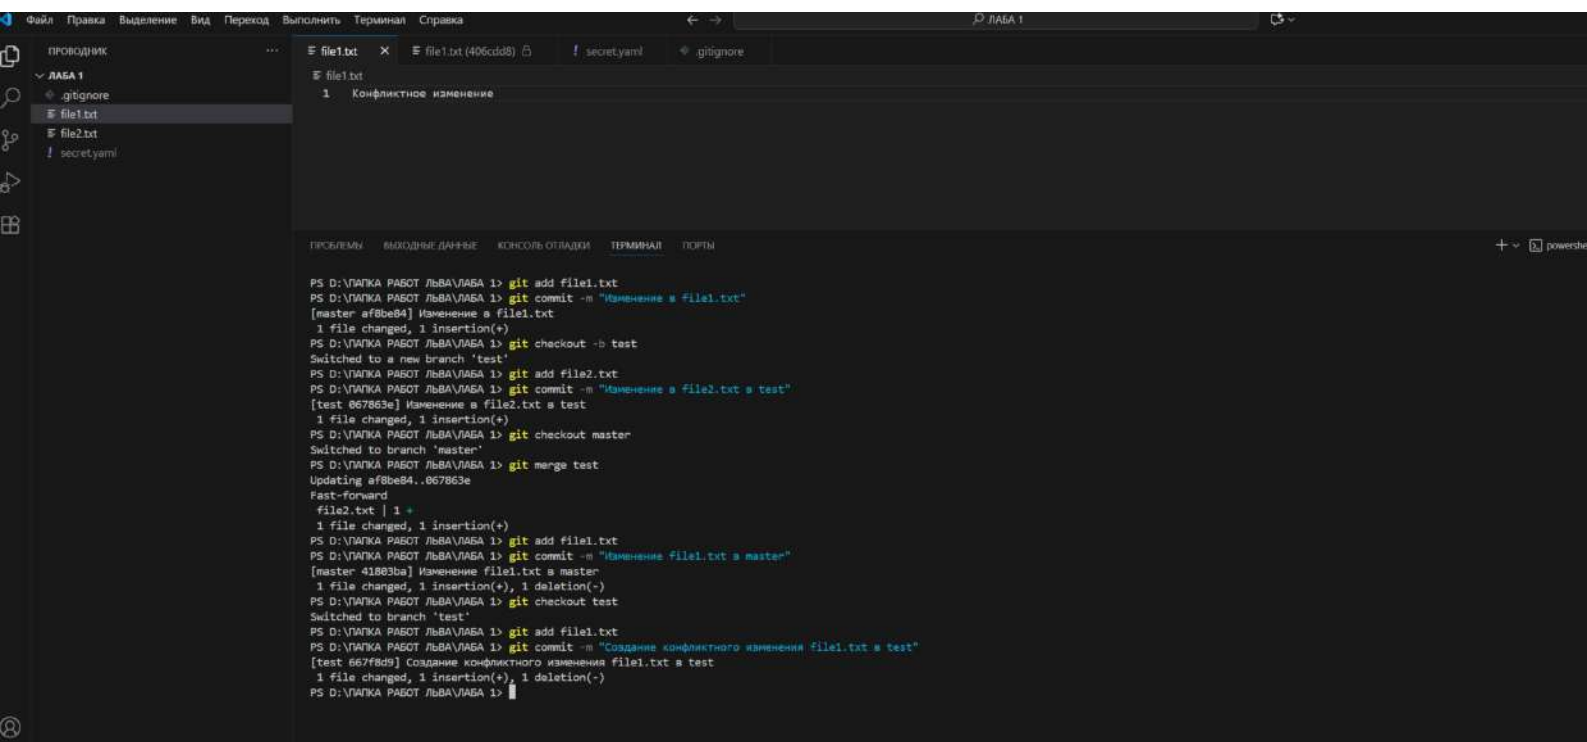 Файл Правка Выделение Вид Переход Выполнить Терминал Справка
ЛАБА 1
ПРОВОДНИК
file1.txt
file1.txt (406cdd8)
! secret.yaml
.gitignore
ЛАБА 1
.gitignore
file1.txt
file2.txt
! secret.yaml
file1.txt
1 Конфликтное изменение
ПРОБЛЕМЫ ВЫХОДНЫЕ ДАННЫЕ КОНСОЛЬ ОТЛАДКИ ТЕРМИНАЛ ПОРТЫ
powershe
PS D:\ПАПКА РАБОТ ЛЬВА\ЛАБА 1> git add file1.txt
PS D:\ПАПКА РАБОТ ЛЬВА\ЛАБА 1> git commit -m "Изменение в file1.txt"
[master af8be84] Изменение в file1.txt
1 file changed, 1 insertion(+)
PS D:\ПАПКА РАБОТ ЛЬВА\ЛАБА 1> git checkout -b test
Switched to a new branch 'test'
PS D:\ПАПКА РАБОТ ЛЬВА\ЛАБА 1> git add file2.txt
PS D:\ПАПКА РАБОТ ЛЬВА\ЛАБА 1> git commit -m "Изменение в file2.txt в test"
[test 067863e] Изменение в file2.txt в test
1 file changed, 1 insertion(+)
PS D:\ПАПКА РАБОТ ЛЬВА\ЛАБА 1> git checkout master
Switched to branch 'master'
PS D:\ПАПКА РАБОТ ЛЬВА\ЛАБА 1> git merge test
Updating af8be84..067863e
Fast-forward
file2.txt | 1 +
1 file changed, 1 insertion(+)
PS D:\ПАПКА РАБОТ ЛЬВА\ЛАБА 1> git add file1.txt
PS D:\ПАПКА РАБОТ ЛЬВА\ЛАБА 1> git commit -m "Изменение file1.txt в master"
[master 41803ba] Изменение file1.txt в master
1 file changed, 1 insertion(+), 1 deletion(-)
PS D:\ПАПКА РАБОТ ЛЬВА\ЛАБА 1> git checkout test
Switched to branch 'test'
PS D:\ПАПКА РАБОТ ЛЬВА\ЛАБА 1> git add file1.txt
PS D:\ПАПКА РАБОТ ЛЬВА\ЛАБА 1> git commit -m "Создание конфликтного изменения file1.txt в test"
[test 667f8d9] Создание конфликтного изменения file1.txt в test
1 file changed, 1 insertion(+), 1 deletion(-)
PS D:\ПАПКА РАБОТ ЛЬВА\ЛАБА 1>